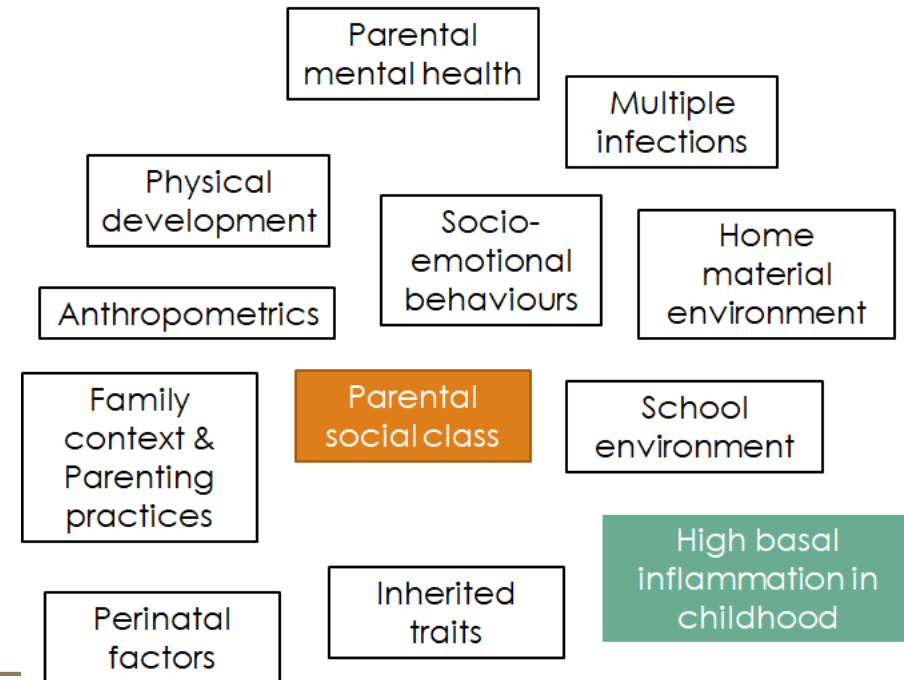 Parental
mental health
Multiple
infections
Physical
development
Socio-
emotional
behaviours
Home
material
environment
Anthropometrics
Family
context &
Parenting
practices
Parental
social class
School
environment
High basal
inflammation in
childhood
Inherited
traits
Perinatal
factors